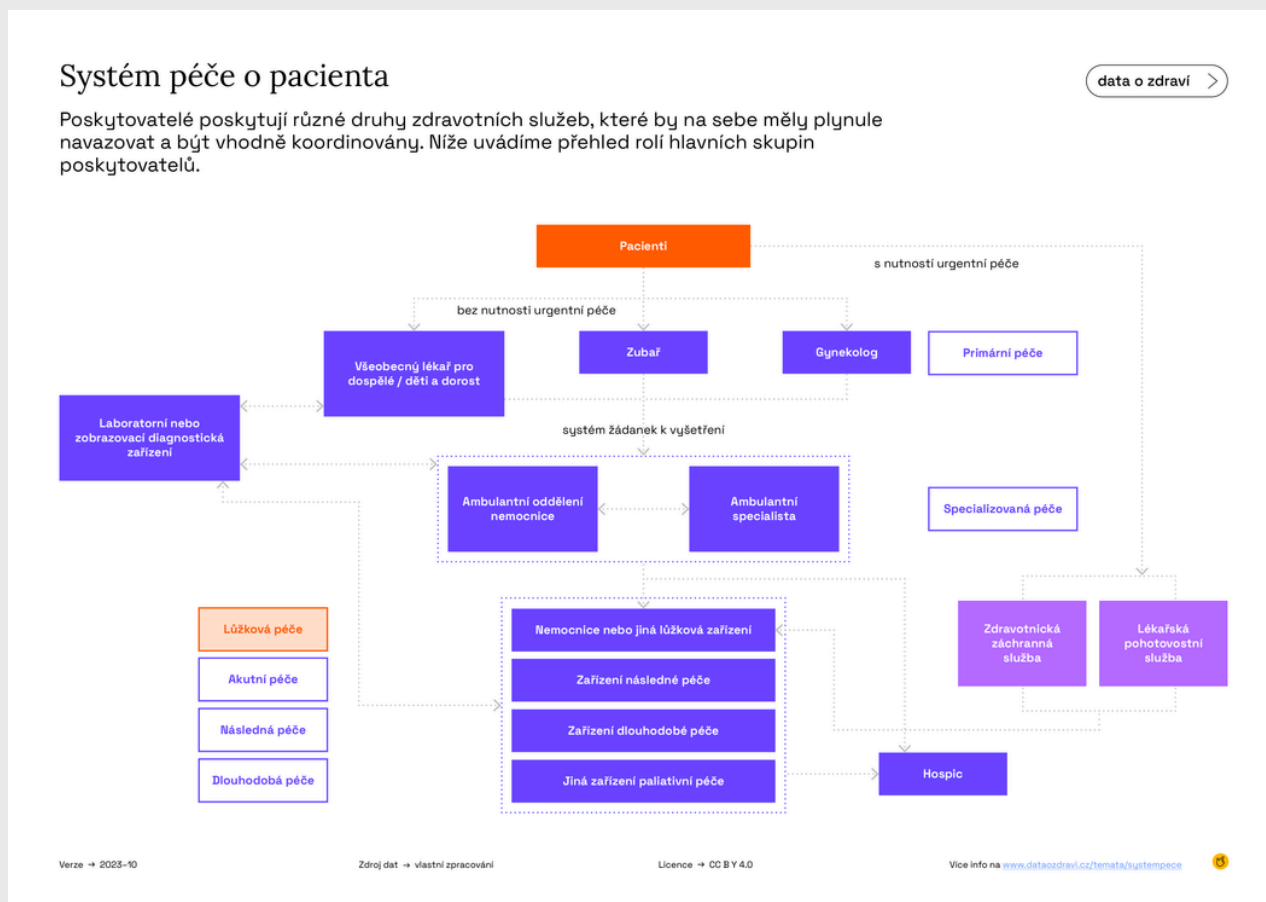 Systém péče o pacienta
data o zdraví
Poskytovatelé poskytují různé druhy zdravotních služeb, které by na sebe měly plynule
navazovat a být vhodně koordinovány. Níže uvádíme přehled rolí hlavních skupin
poskytovatelů.
Pacienti
s nutností urgentní péče
bez nutnosti urgentní péče
Všeobecný lékař pro
dospělé / děti a dorost
Zubař
Gynekolog
Primární péče
Laboratorní nebo
zobrazovací diagnostická
zařízení
systém žádanek k vyšetření
Ambulantní oddělení
nemocnice
Ambulantní
specialista
Specializovaná péče
Lůžková péče
Akutní péče
Následná péče
Dlouhodobá péče
Nemocnice nebo jiná lůžková zařízení
Zařízení následné péče
Zařízení dlouhodobé péče
Jiná zařízení paliativní péče
Zdravotnická
záchranná
služba
Lékařská
pohotovostní
služba
Hospic
Verze → 2023–10
Zdroj dat → vlastní zpracování
Licence → CC B Y 4.0
Více info na www.dataozdravi.cz/temata/systempece